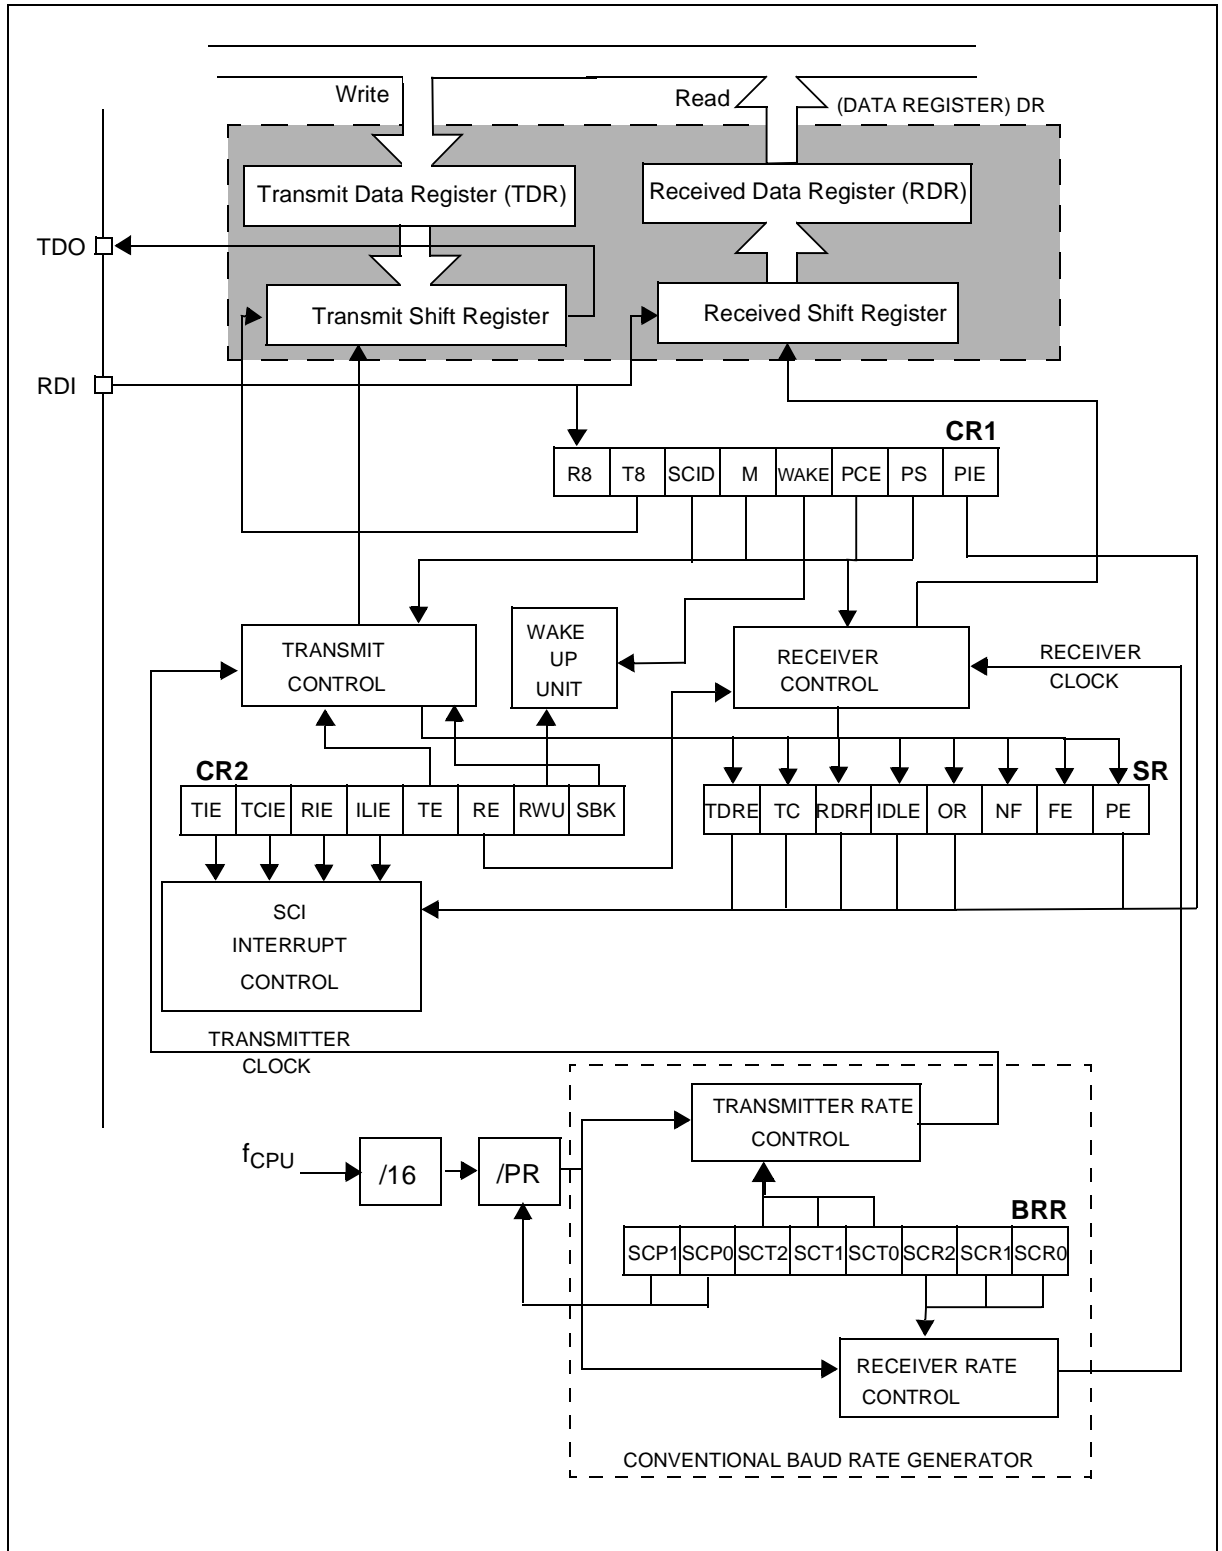 Write
Read
(DATA REGISTER) DR
Transmit Data Register (TDR)
Received Data Register (RDR)
TDO
Transmit Shift Register
Received Shift Register
RDI
CR1
R8 T8 SCID M WAKE PCE PS PIE
TRANSMIT
CONTROL
WAKE
UP
UNIT
RECEIVER
CONTROL
RECEIVER
CLOCK
CR2
SR
TIE TCIE RIE ILIE TE RE RWU SBK
TDRE TC RDRF IDLE OR NF FE PE
SCI
INTERRUPT
CONTROL
TRANSMITTER
CLOCK
TRANSMITTER RATE
CONTROL
fCPU
/16
/PR
BRR
SCP1 SCP0 SCT2 SCT1 SCT0 SCR2 SCR1 SCR0
RECEIVER RATE
CONTROL
CONVENTIONAL BAUD RATE GENERATOR